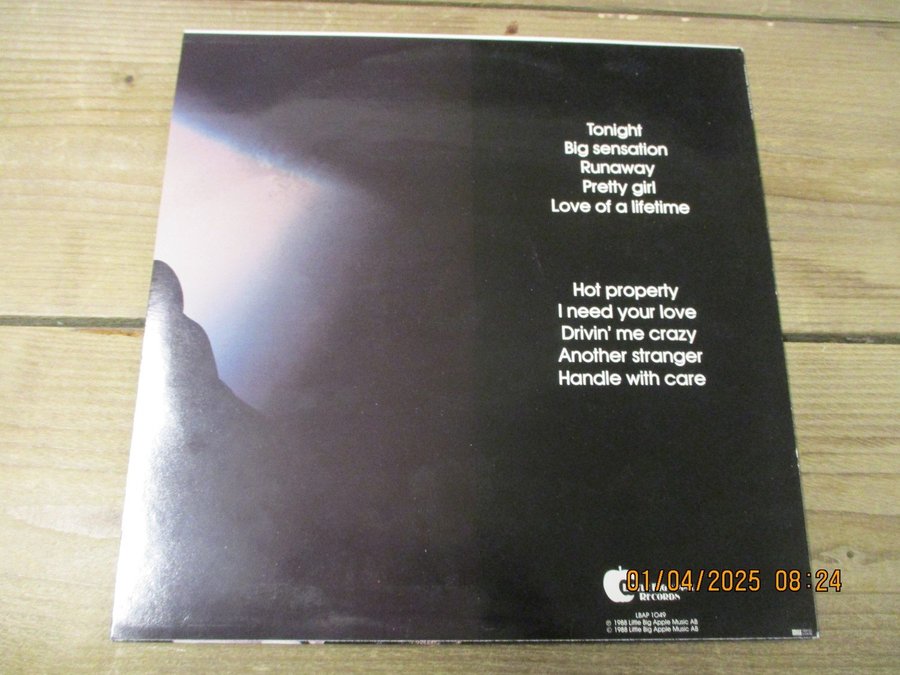 Tonight
Big sensation
Runaway
Pretty girl
Love of a lifetime
Hot property
I need your love
Drivin' me crazy
Another stranger
Handle with care
01/04/2025 08:24
RECORDS
LBAP 1049
℗ 1988 Little Big Apple Music AB
© 1988 Little Big Apple Music AB